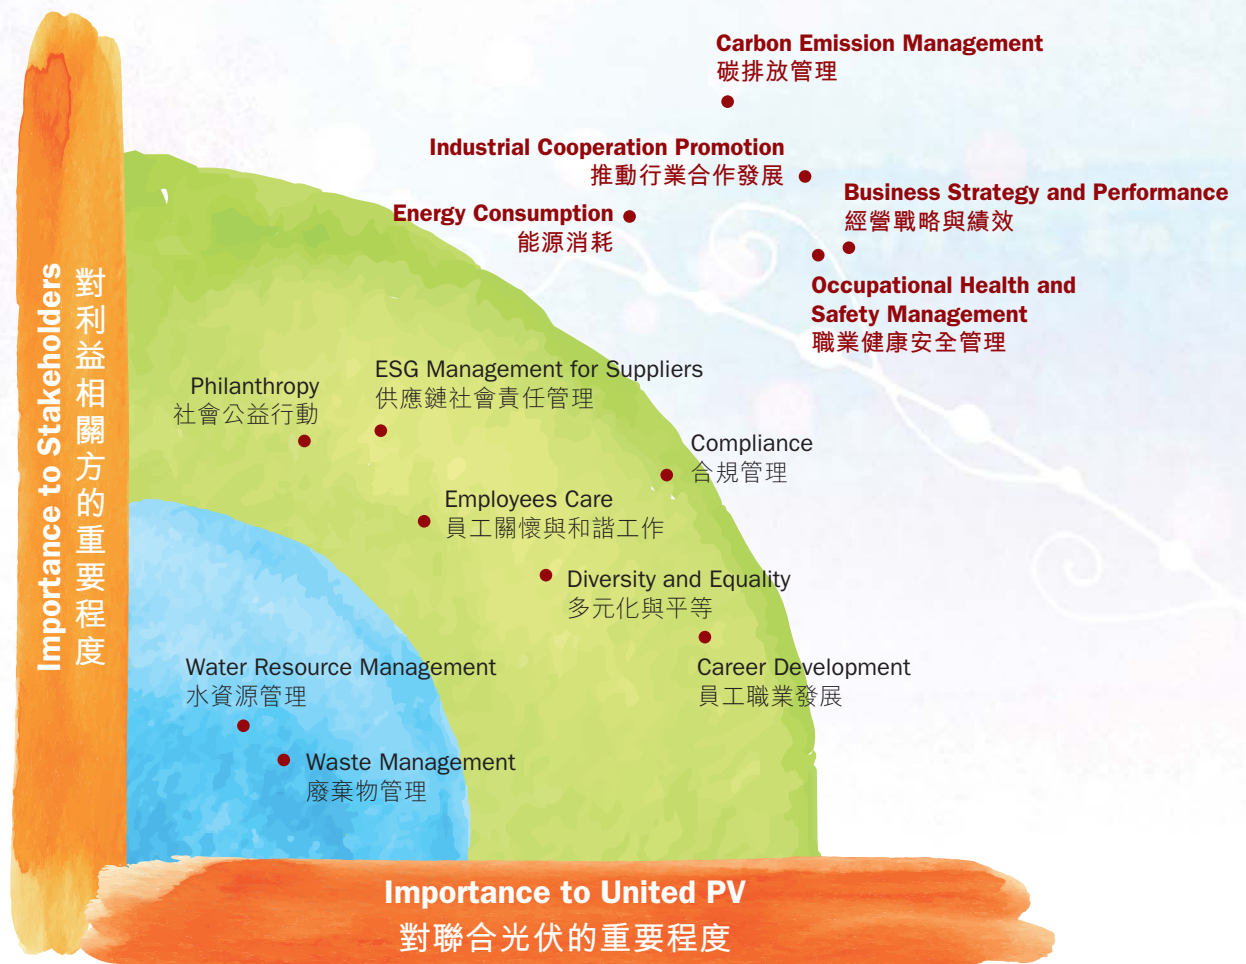 Carbon Emission Management
碳排放管理
Industrial Cooperation Promotion
推動行業合作發展
Business Strategy and Performance
經營戰略與績效
Energy Consumption
能源消耗
Occupational Health and
Safety Management
職業健康安全管理
Importance to Stakeholders
對利益相關方的重要程度
ESG Management for Suppliers
供應鏈社會責任管理
Philanthropy
社會公益行動
Compliance
合規管理
Employees Care
員工關懷與和諧工作
Diversity and Equality
多元化與平等
Career Development
員工職業發展
Water Resource Management
水資源管理
Waste Management
廢棄物管理
Importance to United PV
對聯合光伏的重要程度